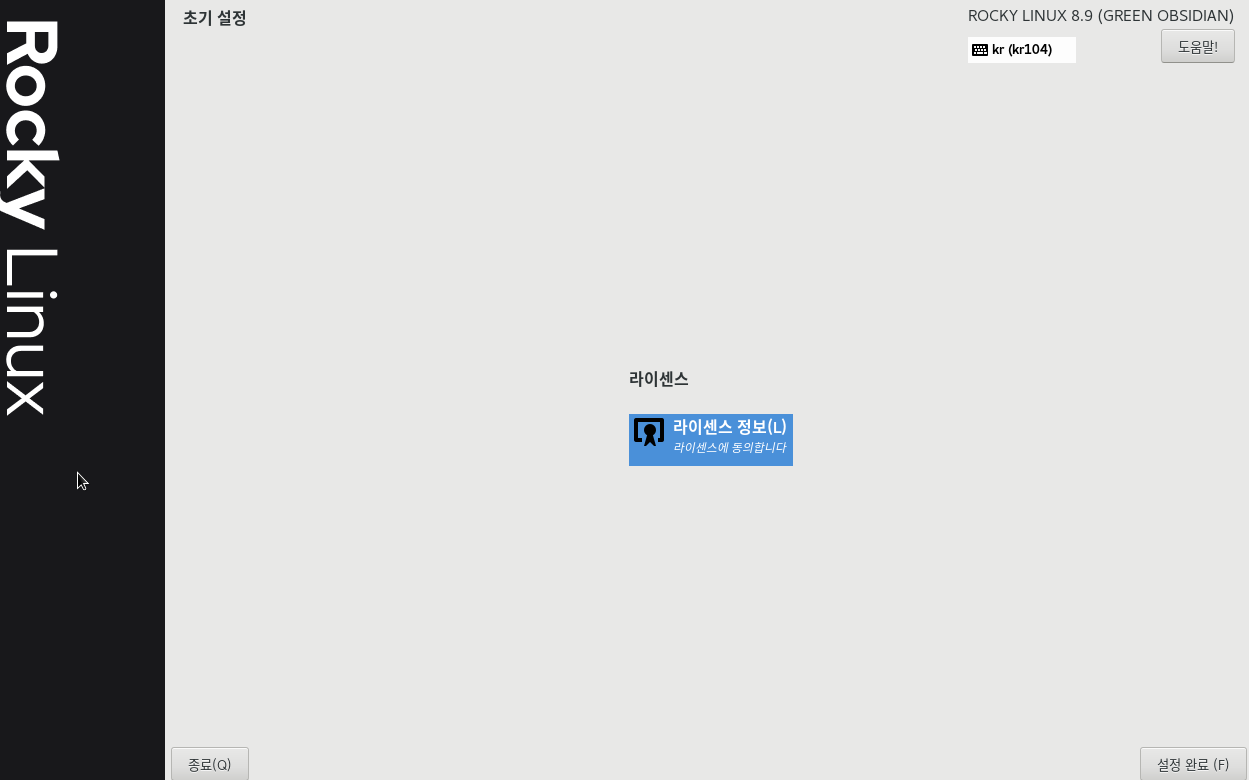 Rocky Linux
초기 설정
ROCKY LINUX 8.9 (GREEN OBSIDIAN)
kr (kr104)
도움말!
라이센스
라이센스 정보(L)
라이센스에 동의합니다
종료(Q)
설정 완료 (F)